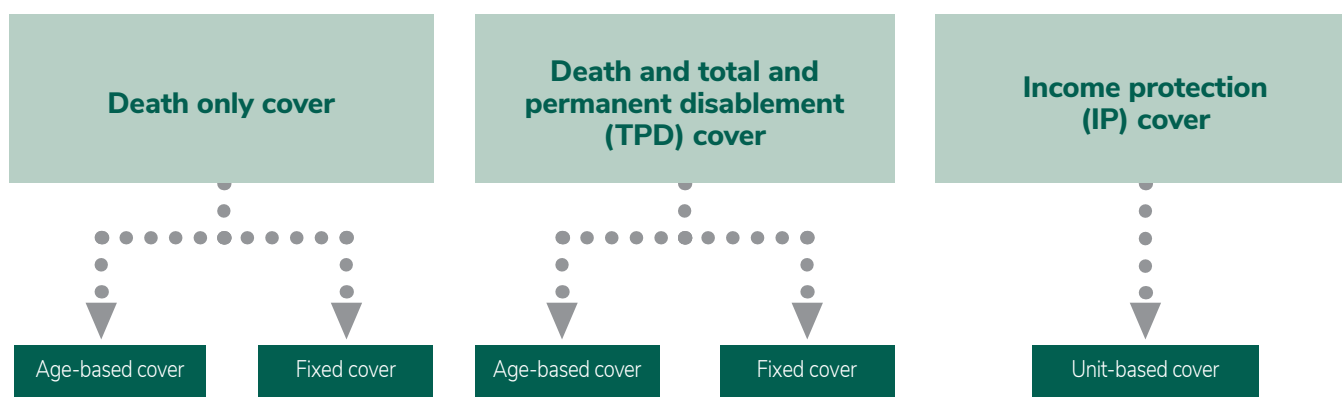 Death only cover
Death and total and
permanent disablement
(TPD) cover
Income protection
(IP) cover
Age-based cover
Fixed cover
Age-based cover
Fixed cover
Unit-based cover